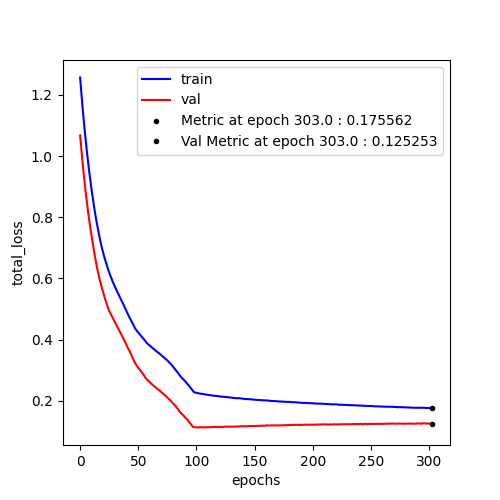 train
val
Metric at epoch 303.0 : 0.175562
Val Metric at epoch 303.0 : 0.125253
1.2
1.0
0.8
0.6
0.4
0.2
total_loss
0 50 100 150 200 250 300
epochs